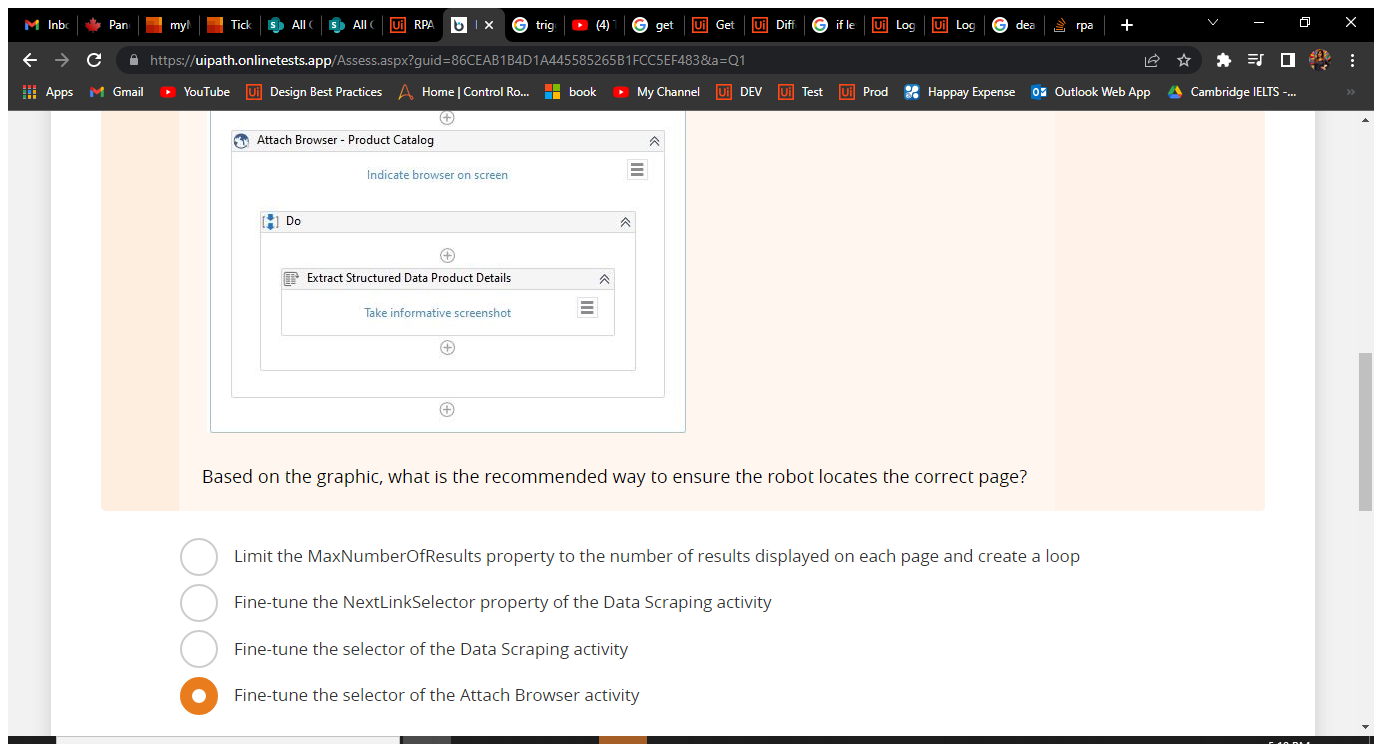 Inbo Pan myl Tick All ( All ( RPA trig (4) get Get Diff if le Log Log dea rpa
https://uipath.onlinetests.app/Assess.aspx?guid=86CEAB1B4D1A445585265B1FCC5EF483&a=Q1
Apps Gmail YouTube Design Best Practices Home | Control Ro... book My Channel DEV Test Prod Happay Expense Outlook Web App Cambridge IELTS -...
Attach Browser - Product Catalog
Indicate browser on screen
Do
Extract Structured Data Product Details
Take informative screenshot
Based on the graphic, what is the recommended way to ensure the robot locates the correct page?
Limit the MaxNumberOfResults property to the number of results displayed on each page and create a loop
Fine-tune the NextLinkSelector property of the Data Scraping activity
Fine-tune the selector of the Data Scraping activity
Fine-tune the selector of the Attach Browser activity